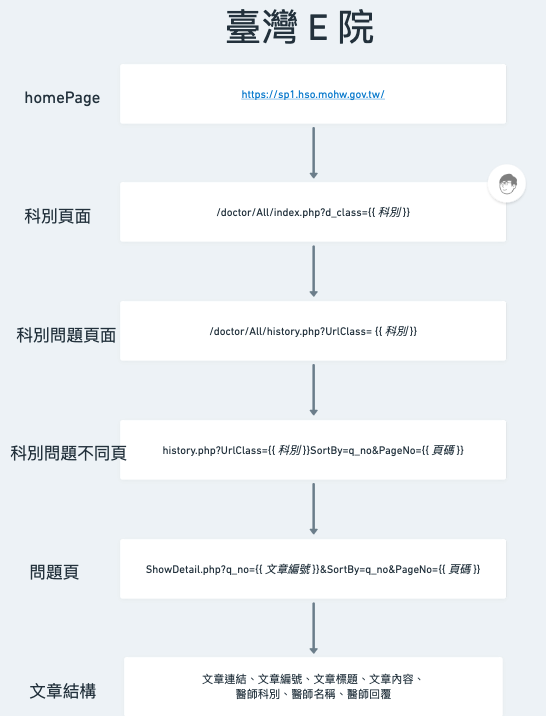 臺灣 E 院
homePage
https://sp1.hso.mohw.gov.tw/
科別頁面
/doctor/All/index.php?d_class={{ 科別 }}
科別問題頁面
/doctor/All/history.php?UrlClass= {{ 科別 }}
科別問題不同頁
history.php?UrlClass={{ 科別 }}SortBy=q_no&PageNo={{ 頁碼 }}
問題頁
ShowDetail.php?q_no={{ 文章編號 }}&SortBy=q_no&PageNo={{ 頁碼 }}
文章結構
文章連結、文章編號、文章標題、文章內容、
醫師科別、醫師名稱、醫師回覆